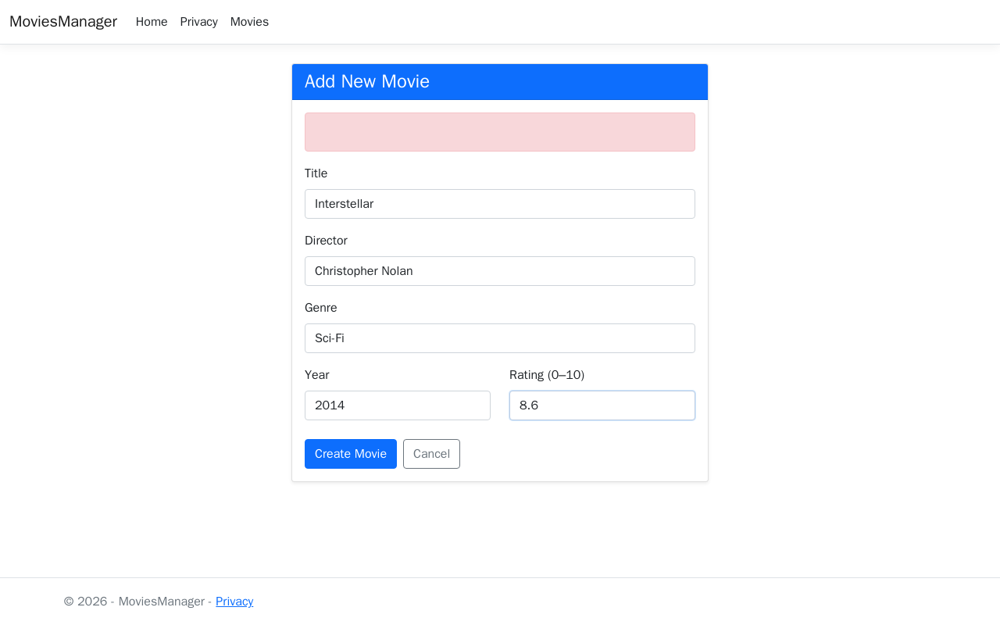 MoviesManager Home Privacy Movies
Add New Movie
Title
Interstellar
Director
Christopher Nolan
Genre
Sci-Fi
Year Rating (0–10)
2014 8.6
Create Movie Cancel
© 2026 - MoviesManager - Privacy